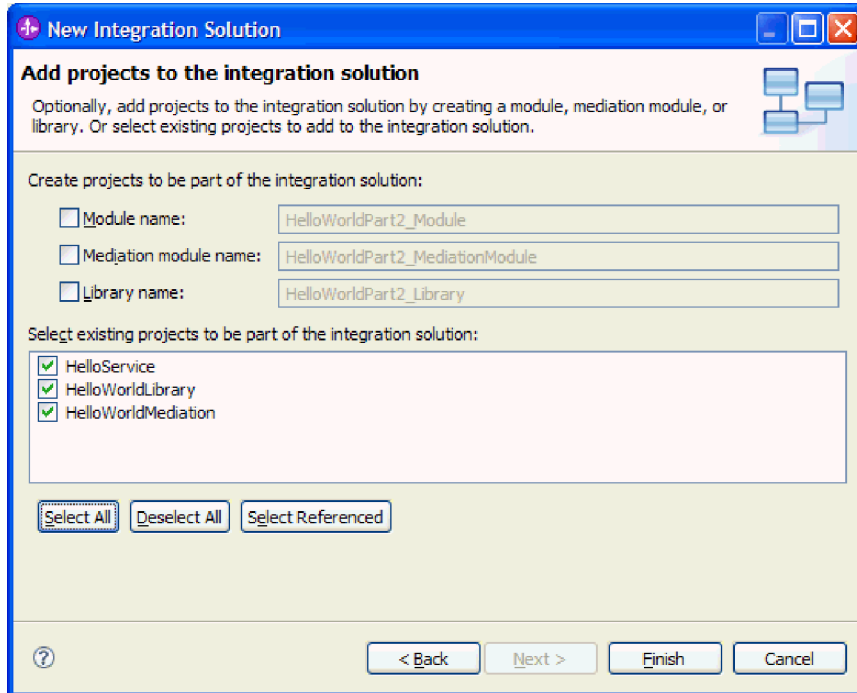 New Integration Solution
Add projects to the integration solution
Optionally, add projects to the integration solution by creating a module, mediation module, or
library. Or select existing projects to add to the integration solution.
Create projects to be part of the integration solution:
Module name: HelloWorldPart2_Module
Mediation module name: HelloWorldPart2_MediationModule
Library name: HelloWorldPart2_Library
Select existing projects to be part of the integration solution:
HelloService
HelloWorldLibrary
HelloWorldMediation
Select All Deselect All Select Referenced
? < Back Next > Finish Cancel